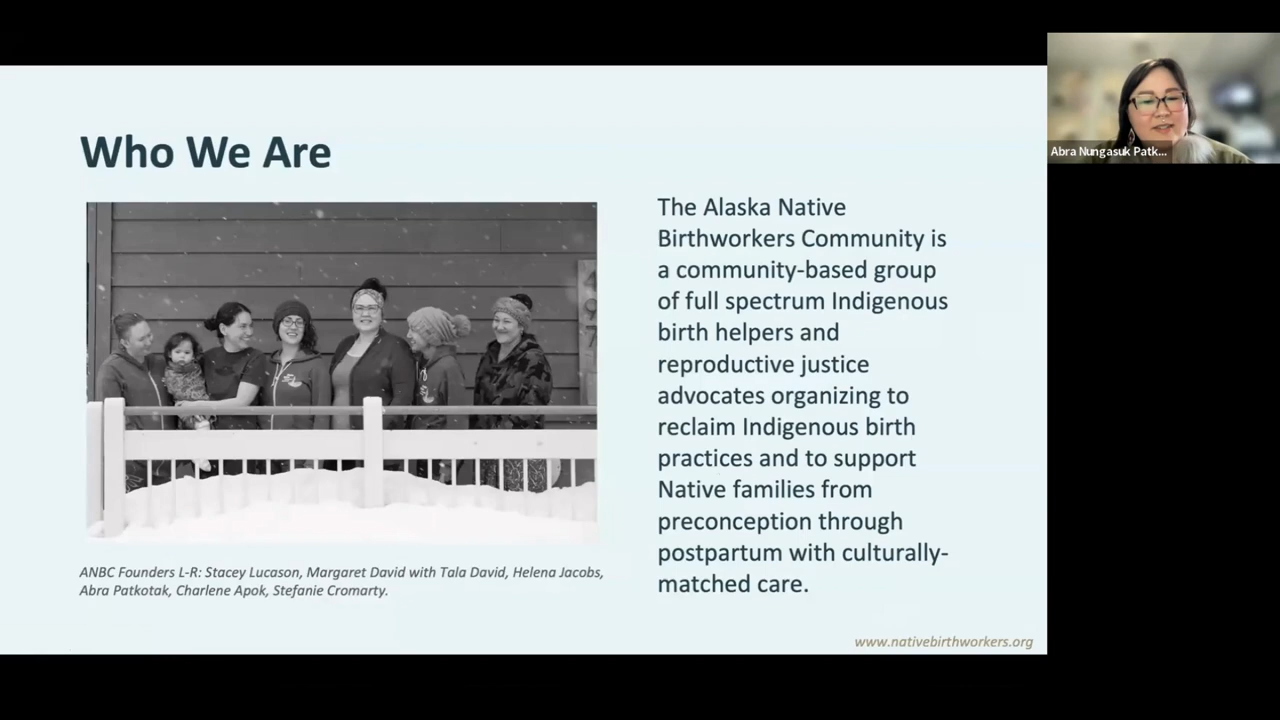 Who We Are
The Alaska Native
Birthworkers Community is
a community-based group
of full spectrum Indigenous
birth helpers and
reproductive justice
advocates organizing to
reclaim Indigenous birth
practices and to support
Native families from
preconception through
postpartum with culturally-
matched care.
ANBC Founders L-R: Stacey Lucason, Margaret David with Tala David, Helena Jacobs,
Abra Patkotak, Charlene Apok, Stefanie Cromarty.
www.nativebirthworkers.org
Abra Nungasuk Patk...